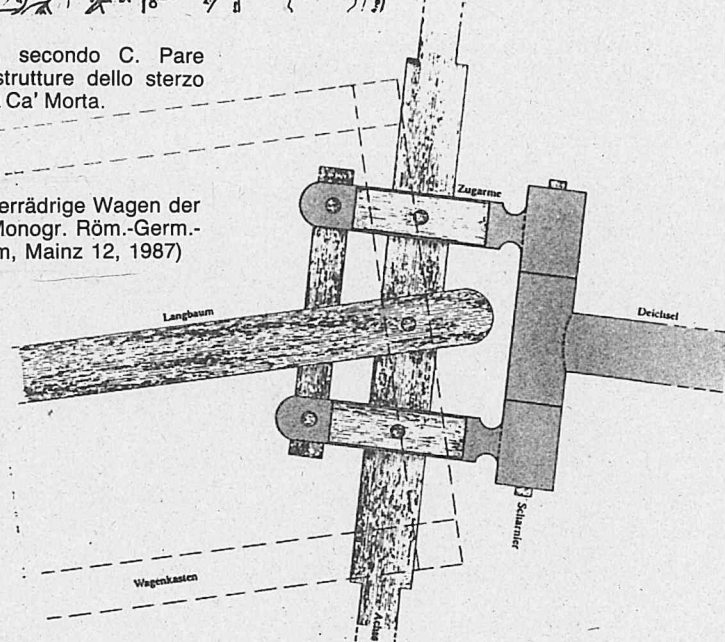 secondo C. Pare
strutture dello sterzo
Ca' Morta.
errädrige Wagen der
Monogr. Röm.-Germ.-
m, Mainz 12, 1987)
Zugarme
Langbaum
Deichsel
Scharnier
Wagenkasten